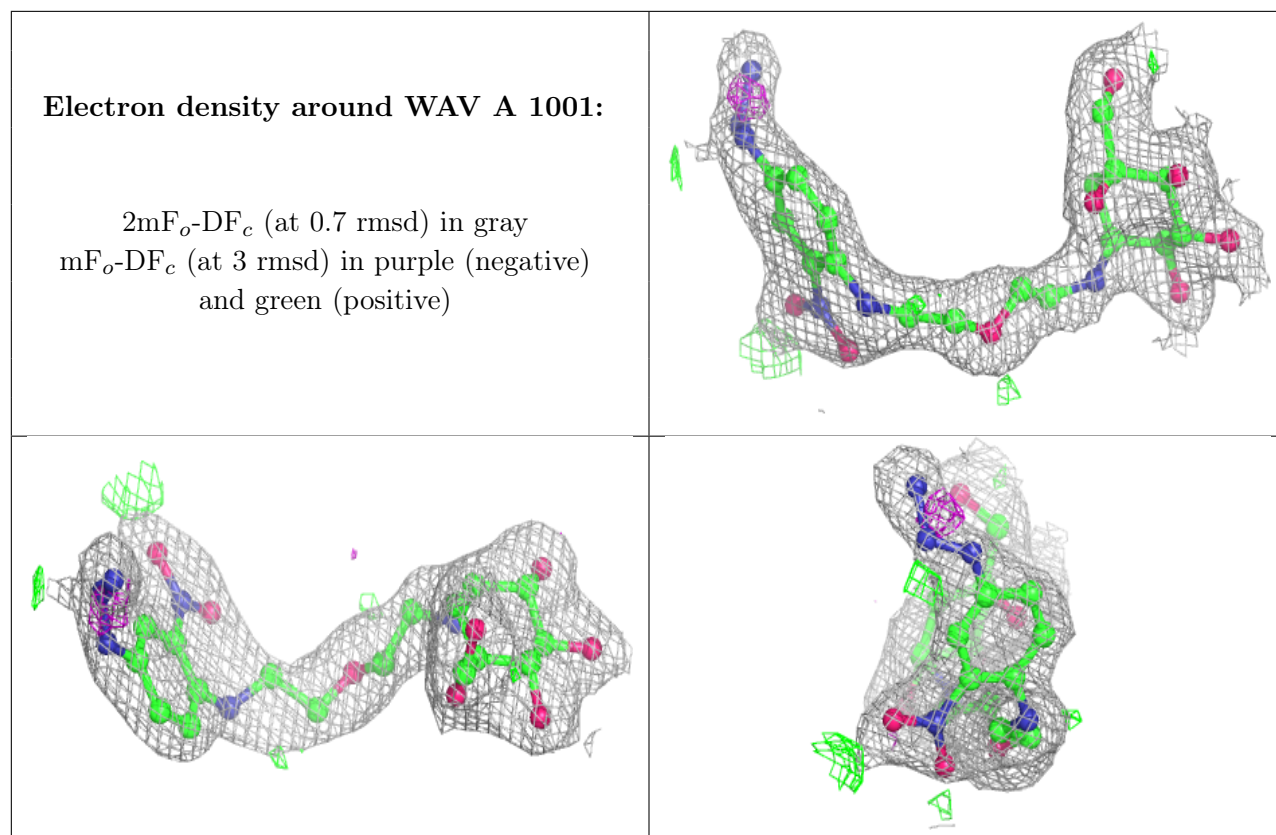 Electron density around WAV A 1001:
2mFₒ-DF𝑐 (at 0.7 rmsd) in gray
mFₒ-DF𝑐 (at 3 rmsd) in purple (negative)
and green (positive)